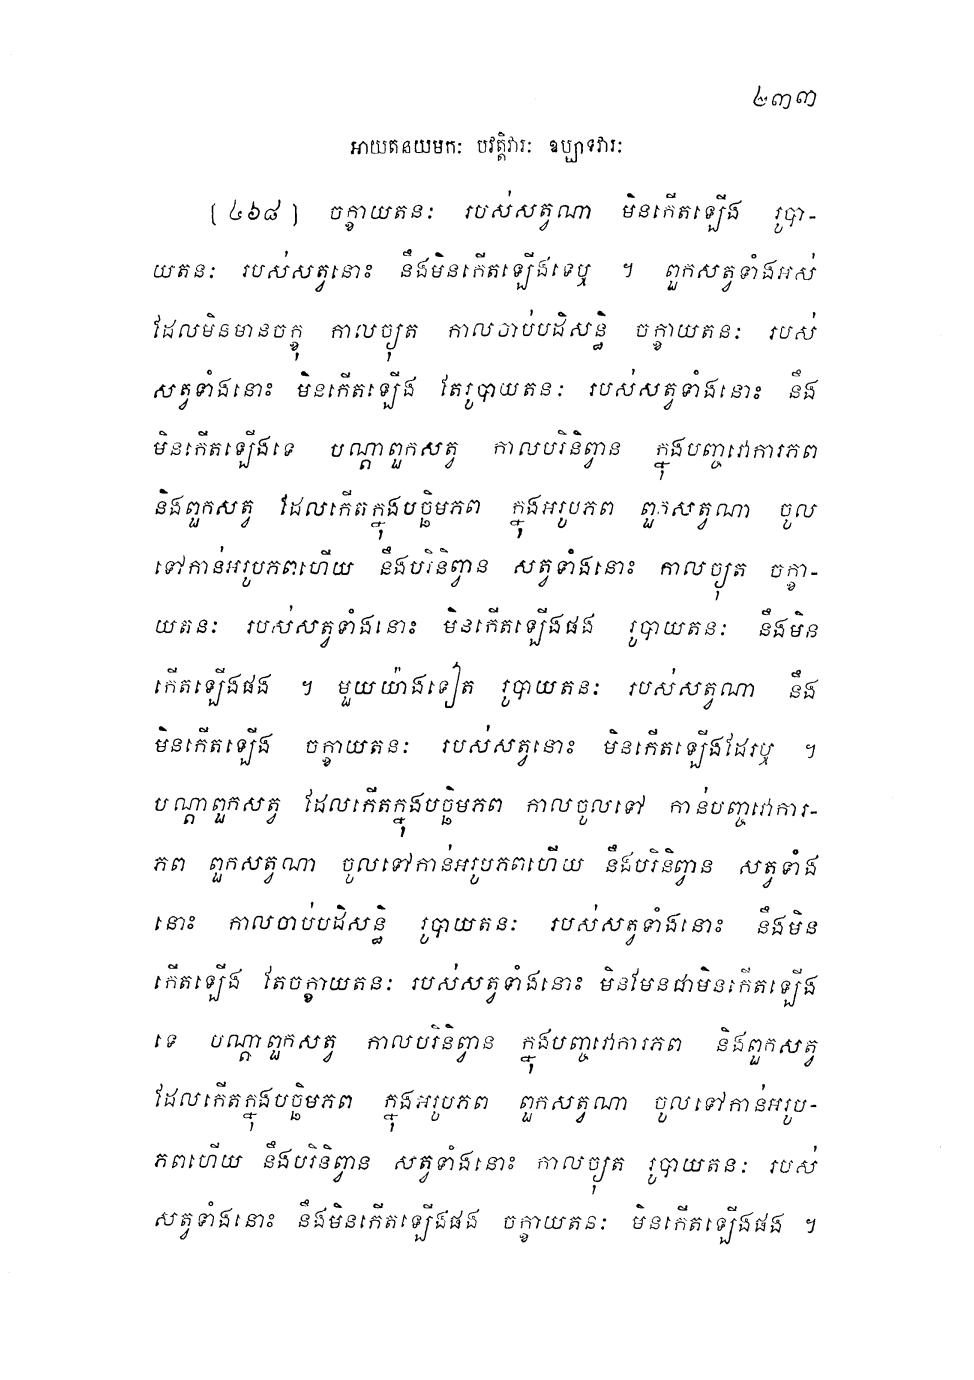 ៤៣៣
អាយតនយមកៈ បវត្តិវារៈ ឧប្បាទវារៈ
[៤៦៨] ចក្ខាយតនៈ របស់សត្វណា មិនកើតឡើង រូបា-
យតនៈ របស់សត្វនោះ នឹងមិនកើតឡើងទេឬ ។ ពួកសត្វទាំងអស់
ដែលមិនមានចក្ខុ កាលច្យុត កាលចាប់បដិសន្ធិ ចក្ខាយតនៈ របស់
សត្វទាំងនោះ មិនកើតឡើង តែរូបាយតនៈ របស់សត្វទាំងនោះ នឹង
មិនកើតឡើងទេ បណ្តាពួកសត្វ កាលបរិនិព្វាន ក្នុងបញ្ចវោការភព
និងពួកសត្វ ដែលកើតក្នុងបច្ឆិមភព ក្នុងអរូបភព ពួកសត្វណា ចូល
ទៅកាន់អរូបភពហើយ នឹងបរិនិព្វាន សត្វទាំងនោះ កាលច្យុត ចក្ខា-
យតនៈ របស់សត្វទាំងនោះ មិនកើតឡើងផង រូបាយតនៈ នឹងមិន
កើតឡើងផង ។ មួយយ៉ាងទៀត រូបាយតនៈ របស់សត្វណា នឹង
មិនកើតឡើង ចក្ខាយតនៈ របស់សត្វនោះ មិនកើតឡើងដែរឬ ។
បណ្តាពួកសត្វ ដែលកើតក្នុងបច្ឆិមភព កាលចូលទៅ កាន់បញ្ចវោការ-
ភព ពួកសត្វណា ចូលទៅកាន់អរូបភពហើយ នឹងបរិនិព្វាន សត្វទាំង
នោះ កាលចាប់បដិសន្ធិ រូបាយតនៈ របស់សត្វទាំងនោះ នឹងមិន
កើតឡើង តែចក្ខាយតនៈ របស់សត្វទាំងនោះ មិនមែនជាមិនកើតឡើង
ទេ បណ្តាពួកសត្វ កាលបរិនិព្វាន ក្នុងបញ្ចវោការភព និងពួកសត្វ
ដែលកើតក្នុងបច្ឆិមភព ក្នុងអរូបភព ពួកសត្វណា ចូលទៅកាន់អរូប-
ភពហើយ នឹងបរិនិព្វាន សត្វទាំងនោះ កាលច្យុត រូបាយតនៈ របស់
សត្វទាំងនោះ នឹងមិនកើតឡើងផង ចក្ខាយតនៈ មិនកើតឡើងផង ។